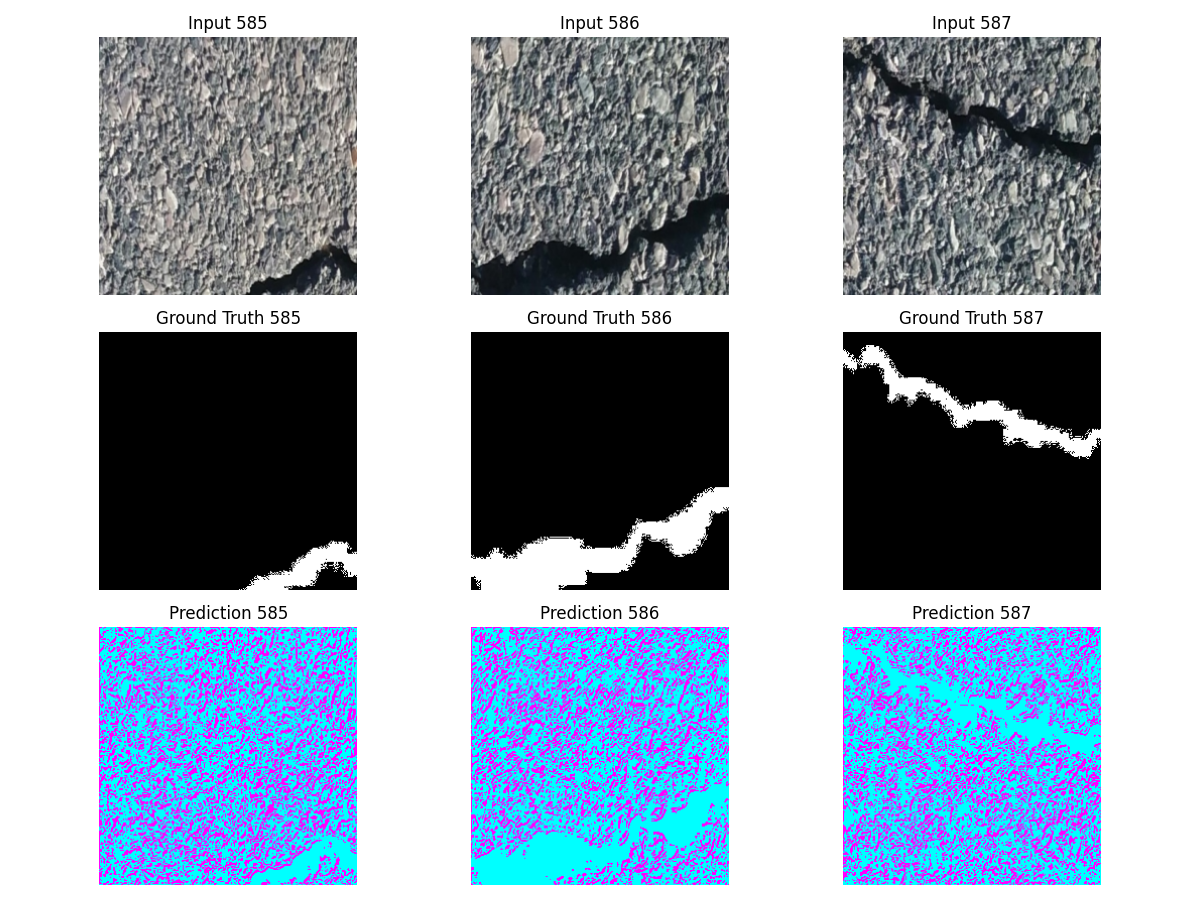 Input 585
Input 586
Input 587
Ground Truth 585
Ground Truth 586
Ground Truth 587
Prediction 585
Prediction 586
Prediction 587